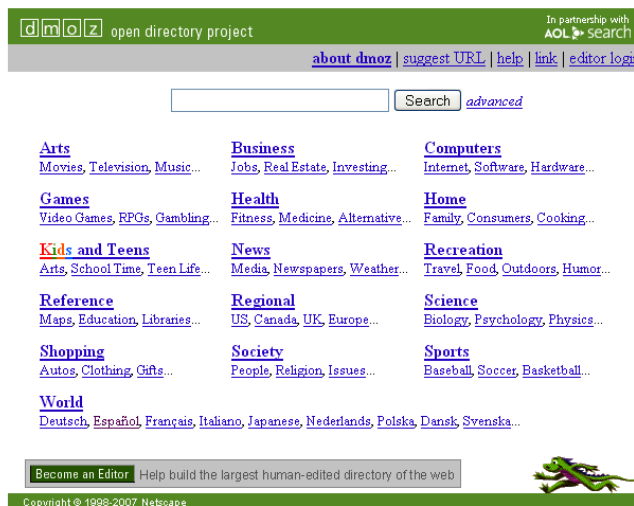 dmoz open directory project
In partnership with
AOL search
about dmoz | suggest URL | help | link | editor logi
Search advanced
Arts
Movies, Television, Music...
Business
Jobs, Real Estate, Investing...
Computers
Internet, Software, Hardware...
Games
Video Games, RPGs, Gambling...
Health
Fitness, Medicine, Alternative...
Home
Family, Consumers, Cooking...
Kids and Teens
Arts, School Time, Teen Life...
News
Media, Newspapers, Weather...
Recreation
Travel, Food, Outdoors, Humor...
Reference
Maps, Education, Libraries...
Regional
US, Canada, UK, Europe...
Science
Biology, Psychology, Physics...
Shopping
Autos, Clothing, Gifts...
Society
People, Religion, Issues...
Sports
Baseball, Soccer, Basketball...
World
Deutsch, Español, Français, Italiano, Japanese, Nederlands, Polska, Dansk, Svenska...
Become an Editor Help build the largest human-edited directory of the web
Copyright © 1998-2007 Netscape